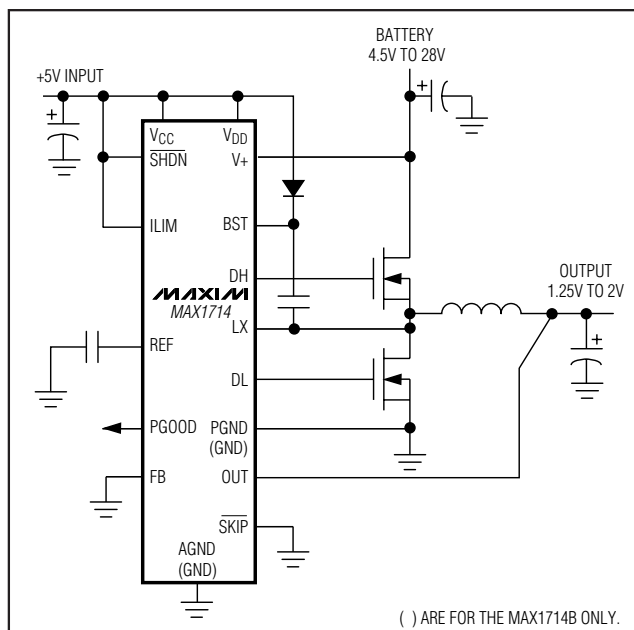 BATTERY
4.5V TO 28V
+5V INPUT
+
+
VCC
VDD
SHDN
V+
ILIM
BST
DH
MAXIM
MAX1714
OUTPUT
1.25V TO 2V
LX
+
REF
DL
PGOOD
PGND
(GND)
FB
OUT
SKIP
AGND
(GND)
( ) ARE FOR THE MAX1714B ONLY.